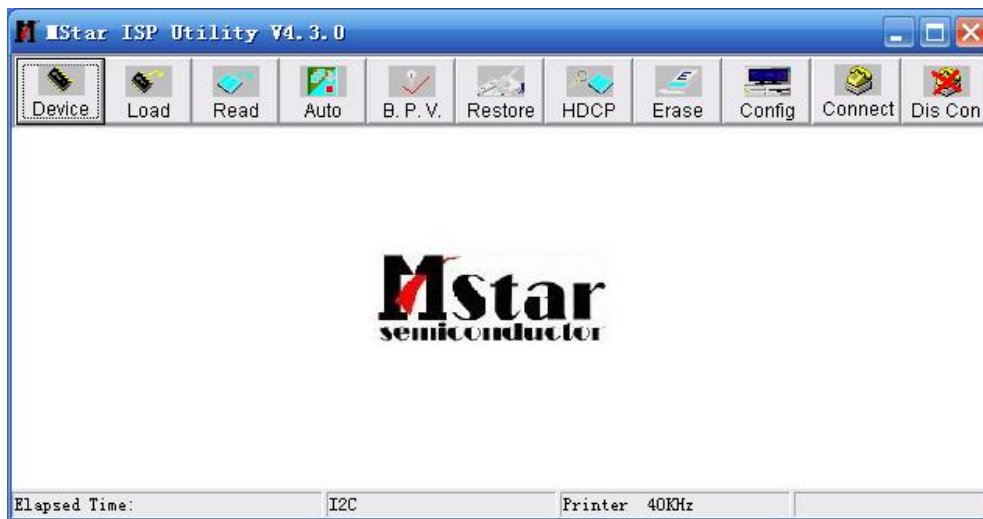 MStar ISP Utility V4.3.0
Device Load Read Auto B.P.V. Restore HDCP Erase Config Connect Dis Con
MStar
semiconductor
Elapsed Time: I2C Printer 40KHz